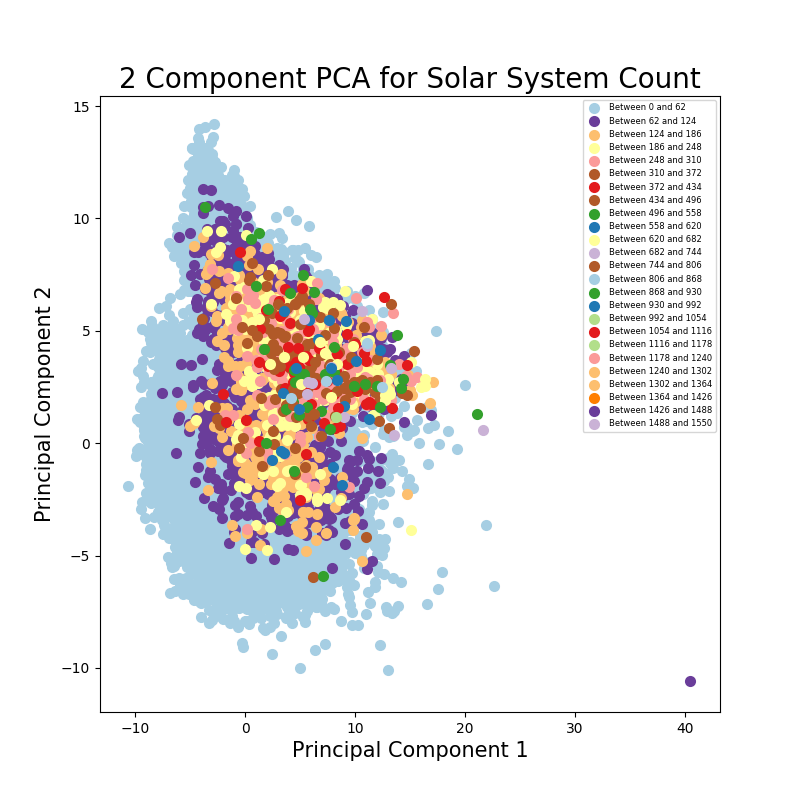 2 Component PCA for Solar System Count
15
10
5
0
−5
−10
−10
0
10
20
30
40
Principal Component 2
Principal Component 1
Between 0 and 62
Between 62 and 124
Between 124 and 186
Between 186 and 248
Between 248 and 310
Between 310 and 372
Between 372 and 434
Between 434 and 496
Between 496 and 558
Between 558 and 620
Between 620 and 682
Between 682 and 744
Between 744 and 806
Between 806 and 868
Between 868 and 930
Between 930 and 992
Between 992 and 1054
Between 1054 and 1116
Between 1116 and 1178
Between 1178 and 1240
Between 1240 and 1302
Between 1302 and 1364
Between 1364 and 1426
Between 1426 and 1488
Between 1488 and 1550